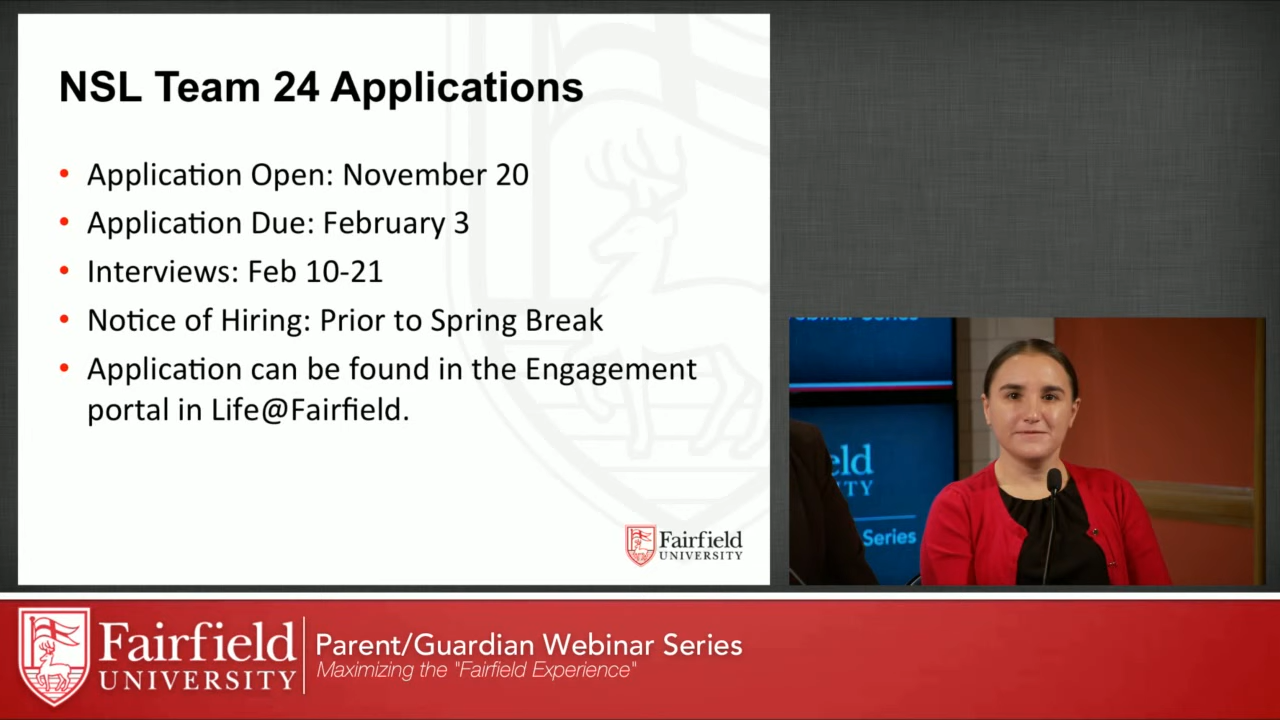 NSL Team 24 Applications
• Application Open: November 20
• Application Due: February 3
• Interviews: Feb 10-21
• Notice of Hiring: Prior to Spring Break
• Application can be found in the Engagement
portal in Life@Fairfield.
Fairfield
UNIVERSITY
Series
Fairfield
UNIVERSITY
Parent/Guardian Webinar Series
Maximizing the "Fairfield Experience"